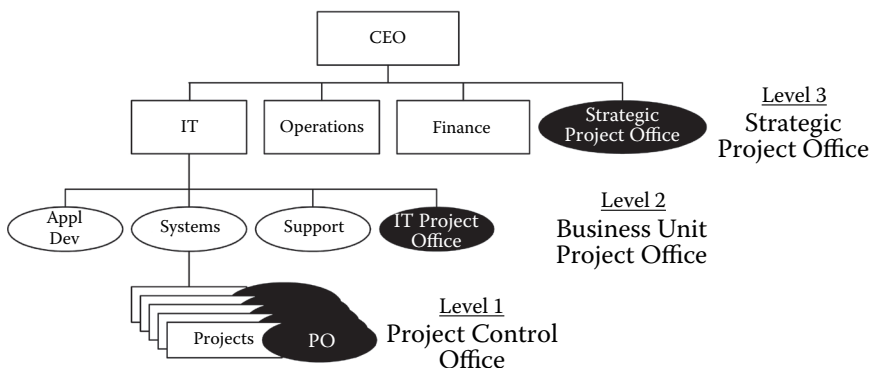 CEO
IT
Operations
Finance
Strategic
Project Office
Level 3
Strategic
Project Office
Appl
Dev
Systems
Support
IT Project
Office
Level 2
Business Unit
Project Office
Projects
PO
Level 1
Project Control
Office